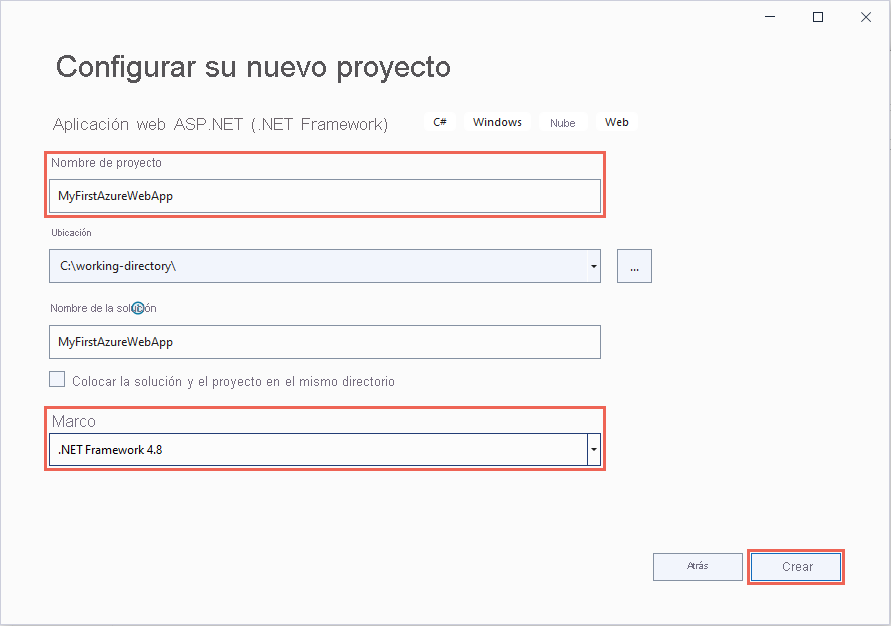 Configurar su nuevo proyecto
Aplicación web ASP.NET (.NET Framework) C# Windows Nube Web
Nombre de proyecto
MyFirstAzureWebApp
Ubicación
C:\working-directory\
...
Nombre de la solución
MyFirstAzureWebApp
Colocar la solución y el proyecto en el mismo directorio
Marco
.NET Framework 4.8
Atrás Crear